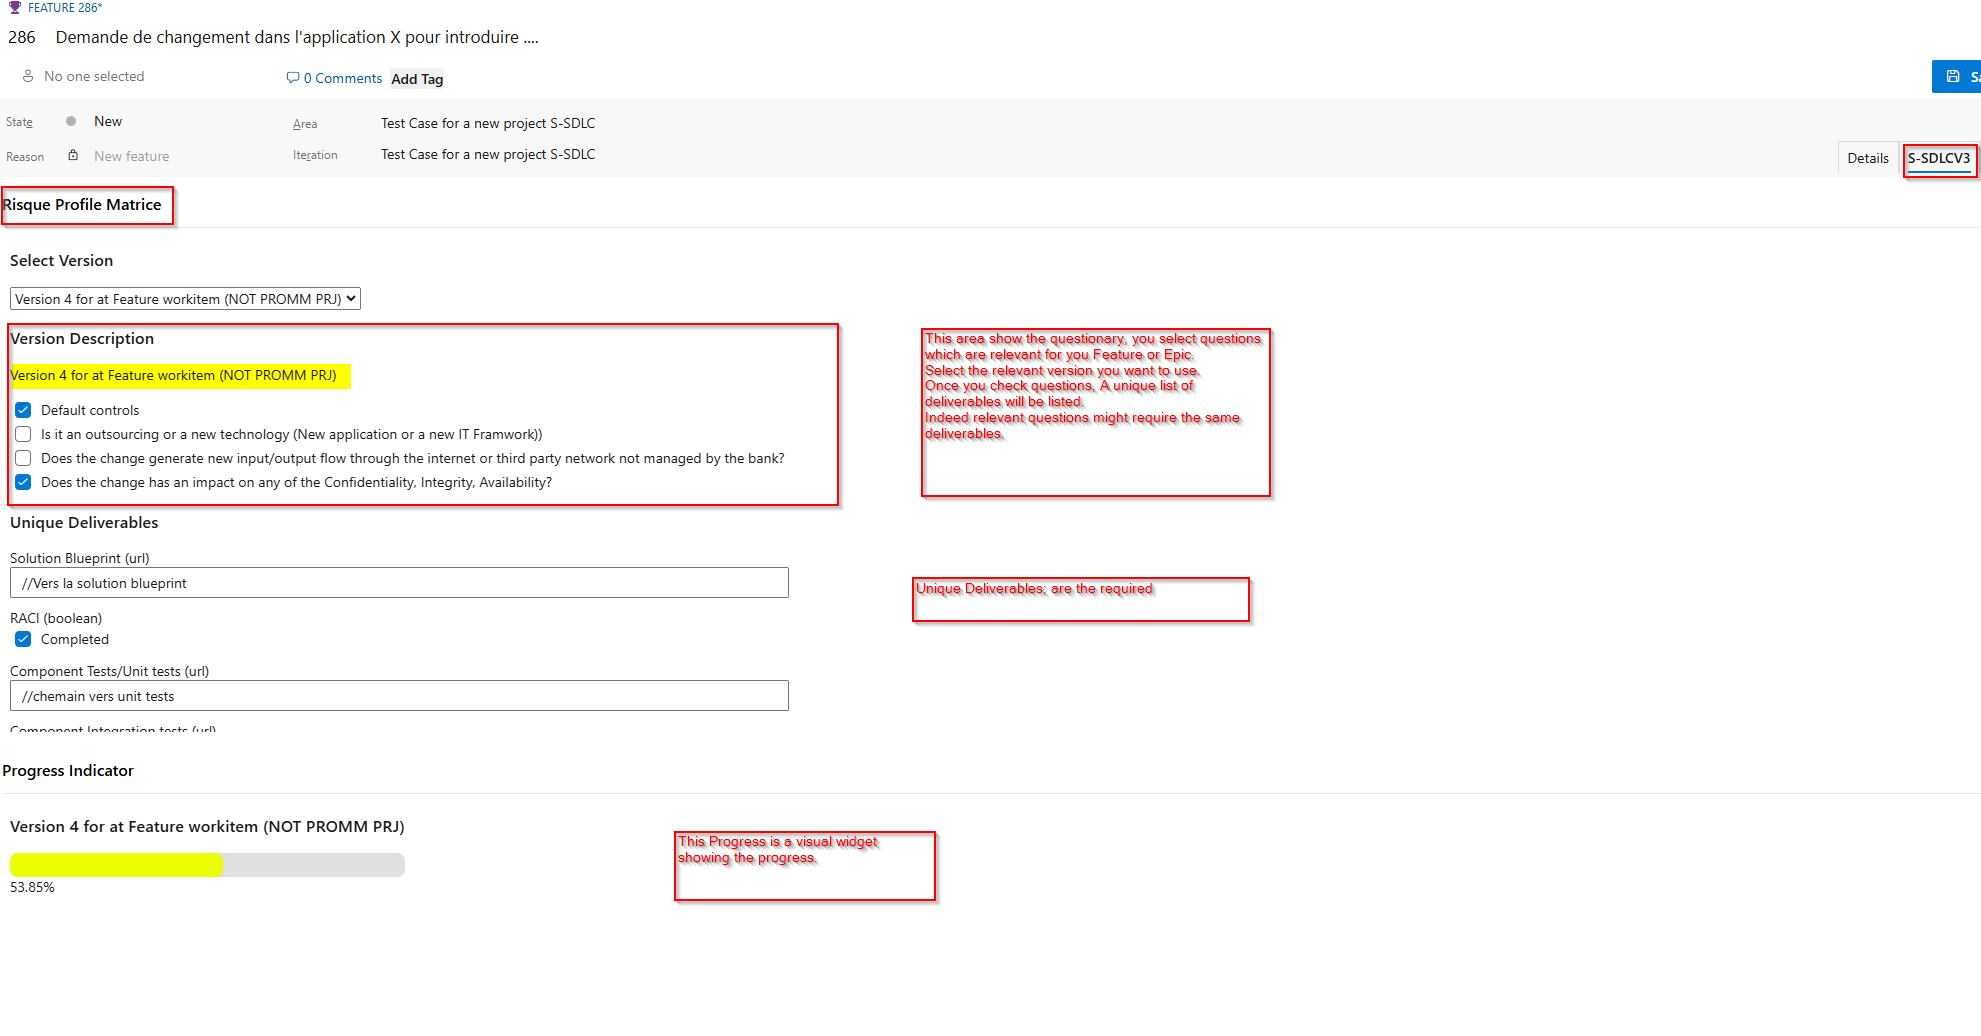 FEATURE 286*
286 Demande de changement dans l'application X pour introduire ....
No one selected
0 Comments
Add Tag
State
New
Area
Test Case for a new project S-SDLC
Reason
New feature
Iteration
Test Case for a new project S-SDLC
Details
S-SDLCV3
Risque Profile Matrice
Select Version
Version 4 for at Feature workitem (NOT PROMM PRJ)
Version Description
Version 4 for at Feature workitem (NOT PROMM PRJ)
Default controls
Is it an outsourcing or a new technology (New application or a new IT Framwork))
Does the change generate new input/output flow through the internet or third party network not managed by the bank?
Does the change has an impact on any of the Confidentiality, Integrity, Availability?
This area show the questionary, you select questions
which are relevant for you Feature or Epic.
Select the relevant version you want to use.
Once you check questions, A unique list of
deliverables will be listed.
Indeed relevant questions might require the same
deliverables.
Unique Deliverables
Solution Blueprint (url)
//Vers la solution blueprint
Unique Deliverables; are the required
RACI (boolean)
Completed
Component Tests/Unit tests (url)
//chemain vers unit tests
Component Integration tests (url)
Progress Indicator
Version 4 for at Feature workitem (NOT PROMM PRJ)
53.85%
This Progress is a visual widget
showing the progress.